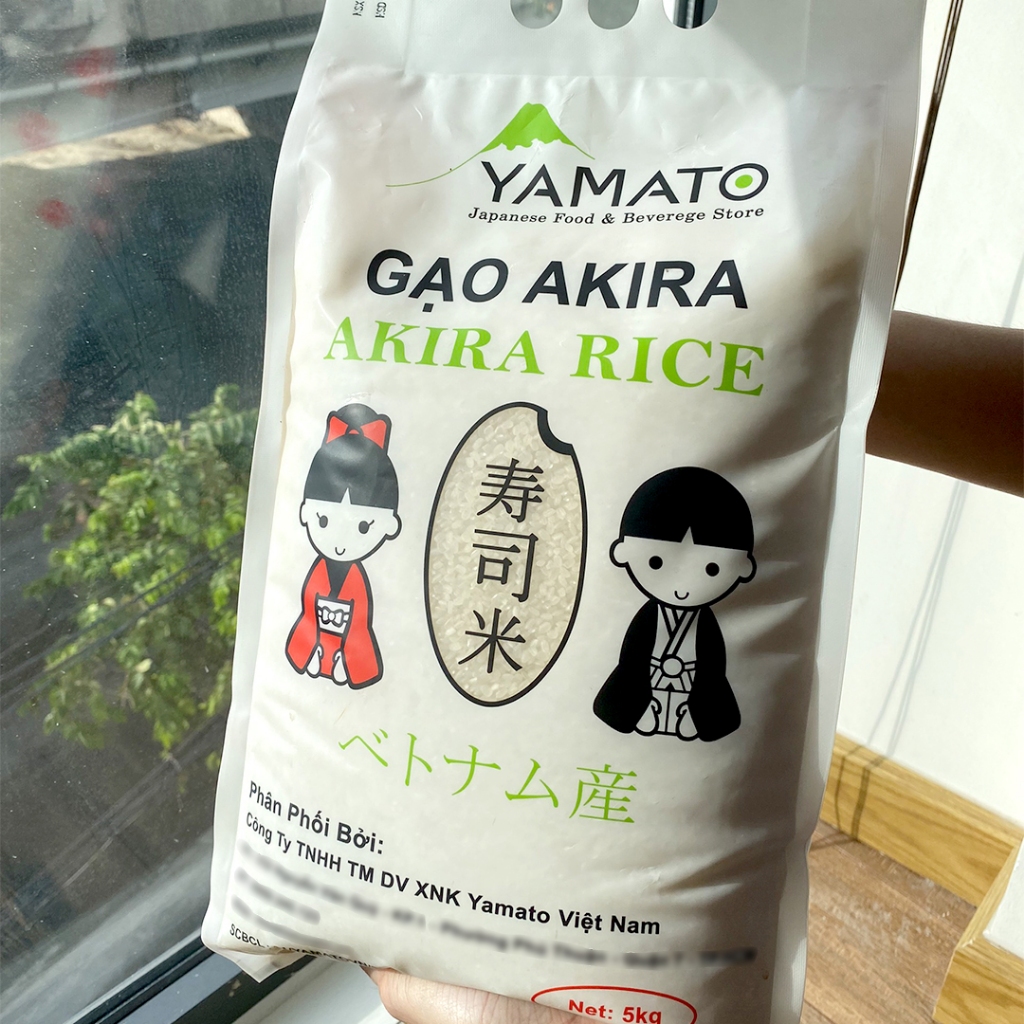 YAMATO
Japanese Food & Beverege Store
GẠO AKIRA
AKIRA RICE
寿司米
ベトナム産
Phân Phối Bởi:
Công Ty TNHH TM DV XNK Yamato Việt Nam
Net: 5kg